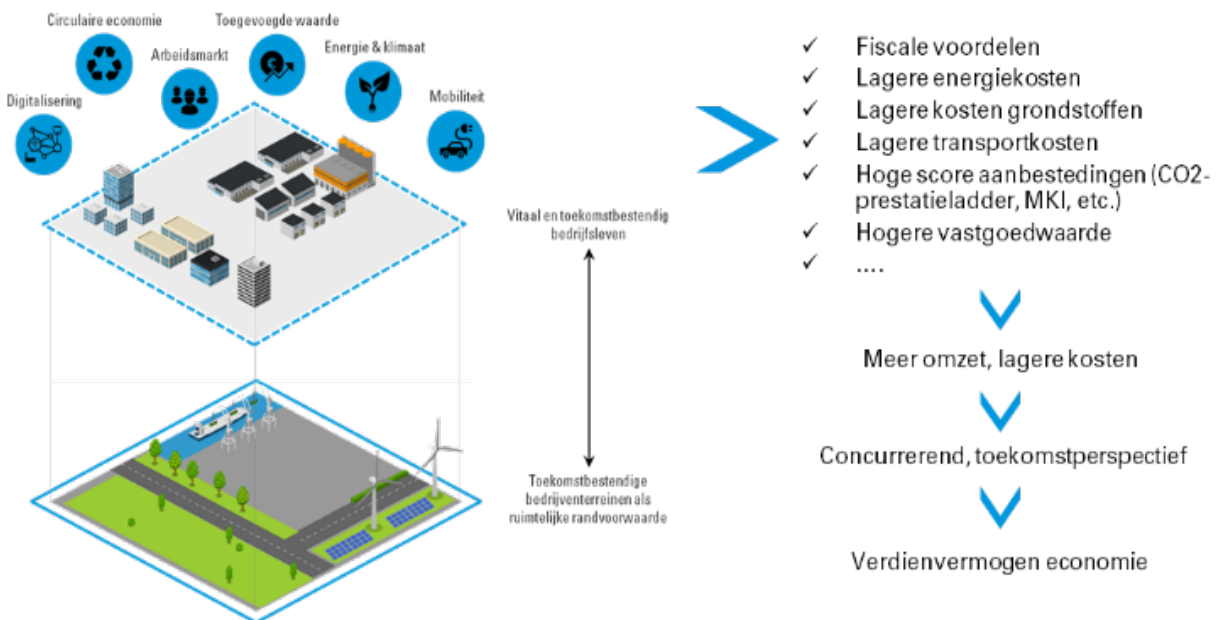 Circulaire economie
Toegevoegde waarde
Arbeidsmarkt
Energie & klimaat
Digitalisering
Mobiliteit
Vitaal en toekomstbestendig
bedrijfsleven
Toekomstbestendige
bedrijventerreinen als
ruimtelijke randvoorwaarde
✓ Fiscale voordelen
✓ Lagere energiekosten
✓ Lagere kosten grondstoffen
✓ Lagere transportkosten
✓ Hoge score aanbestedingen (CO2-
prestatieladder, MKI, etc.)
✓ Hogere vastgoedwaarde
✓ ....
Meer omzet, lagere kosten
Concurrerend, toekomstperspectief
Verdienvermogen economie